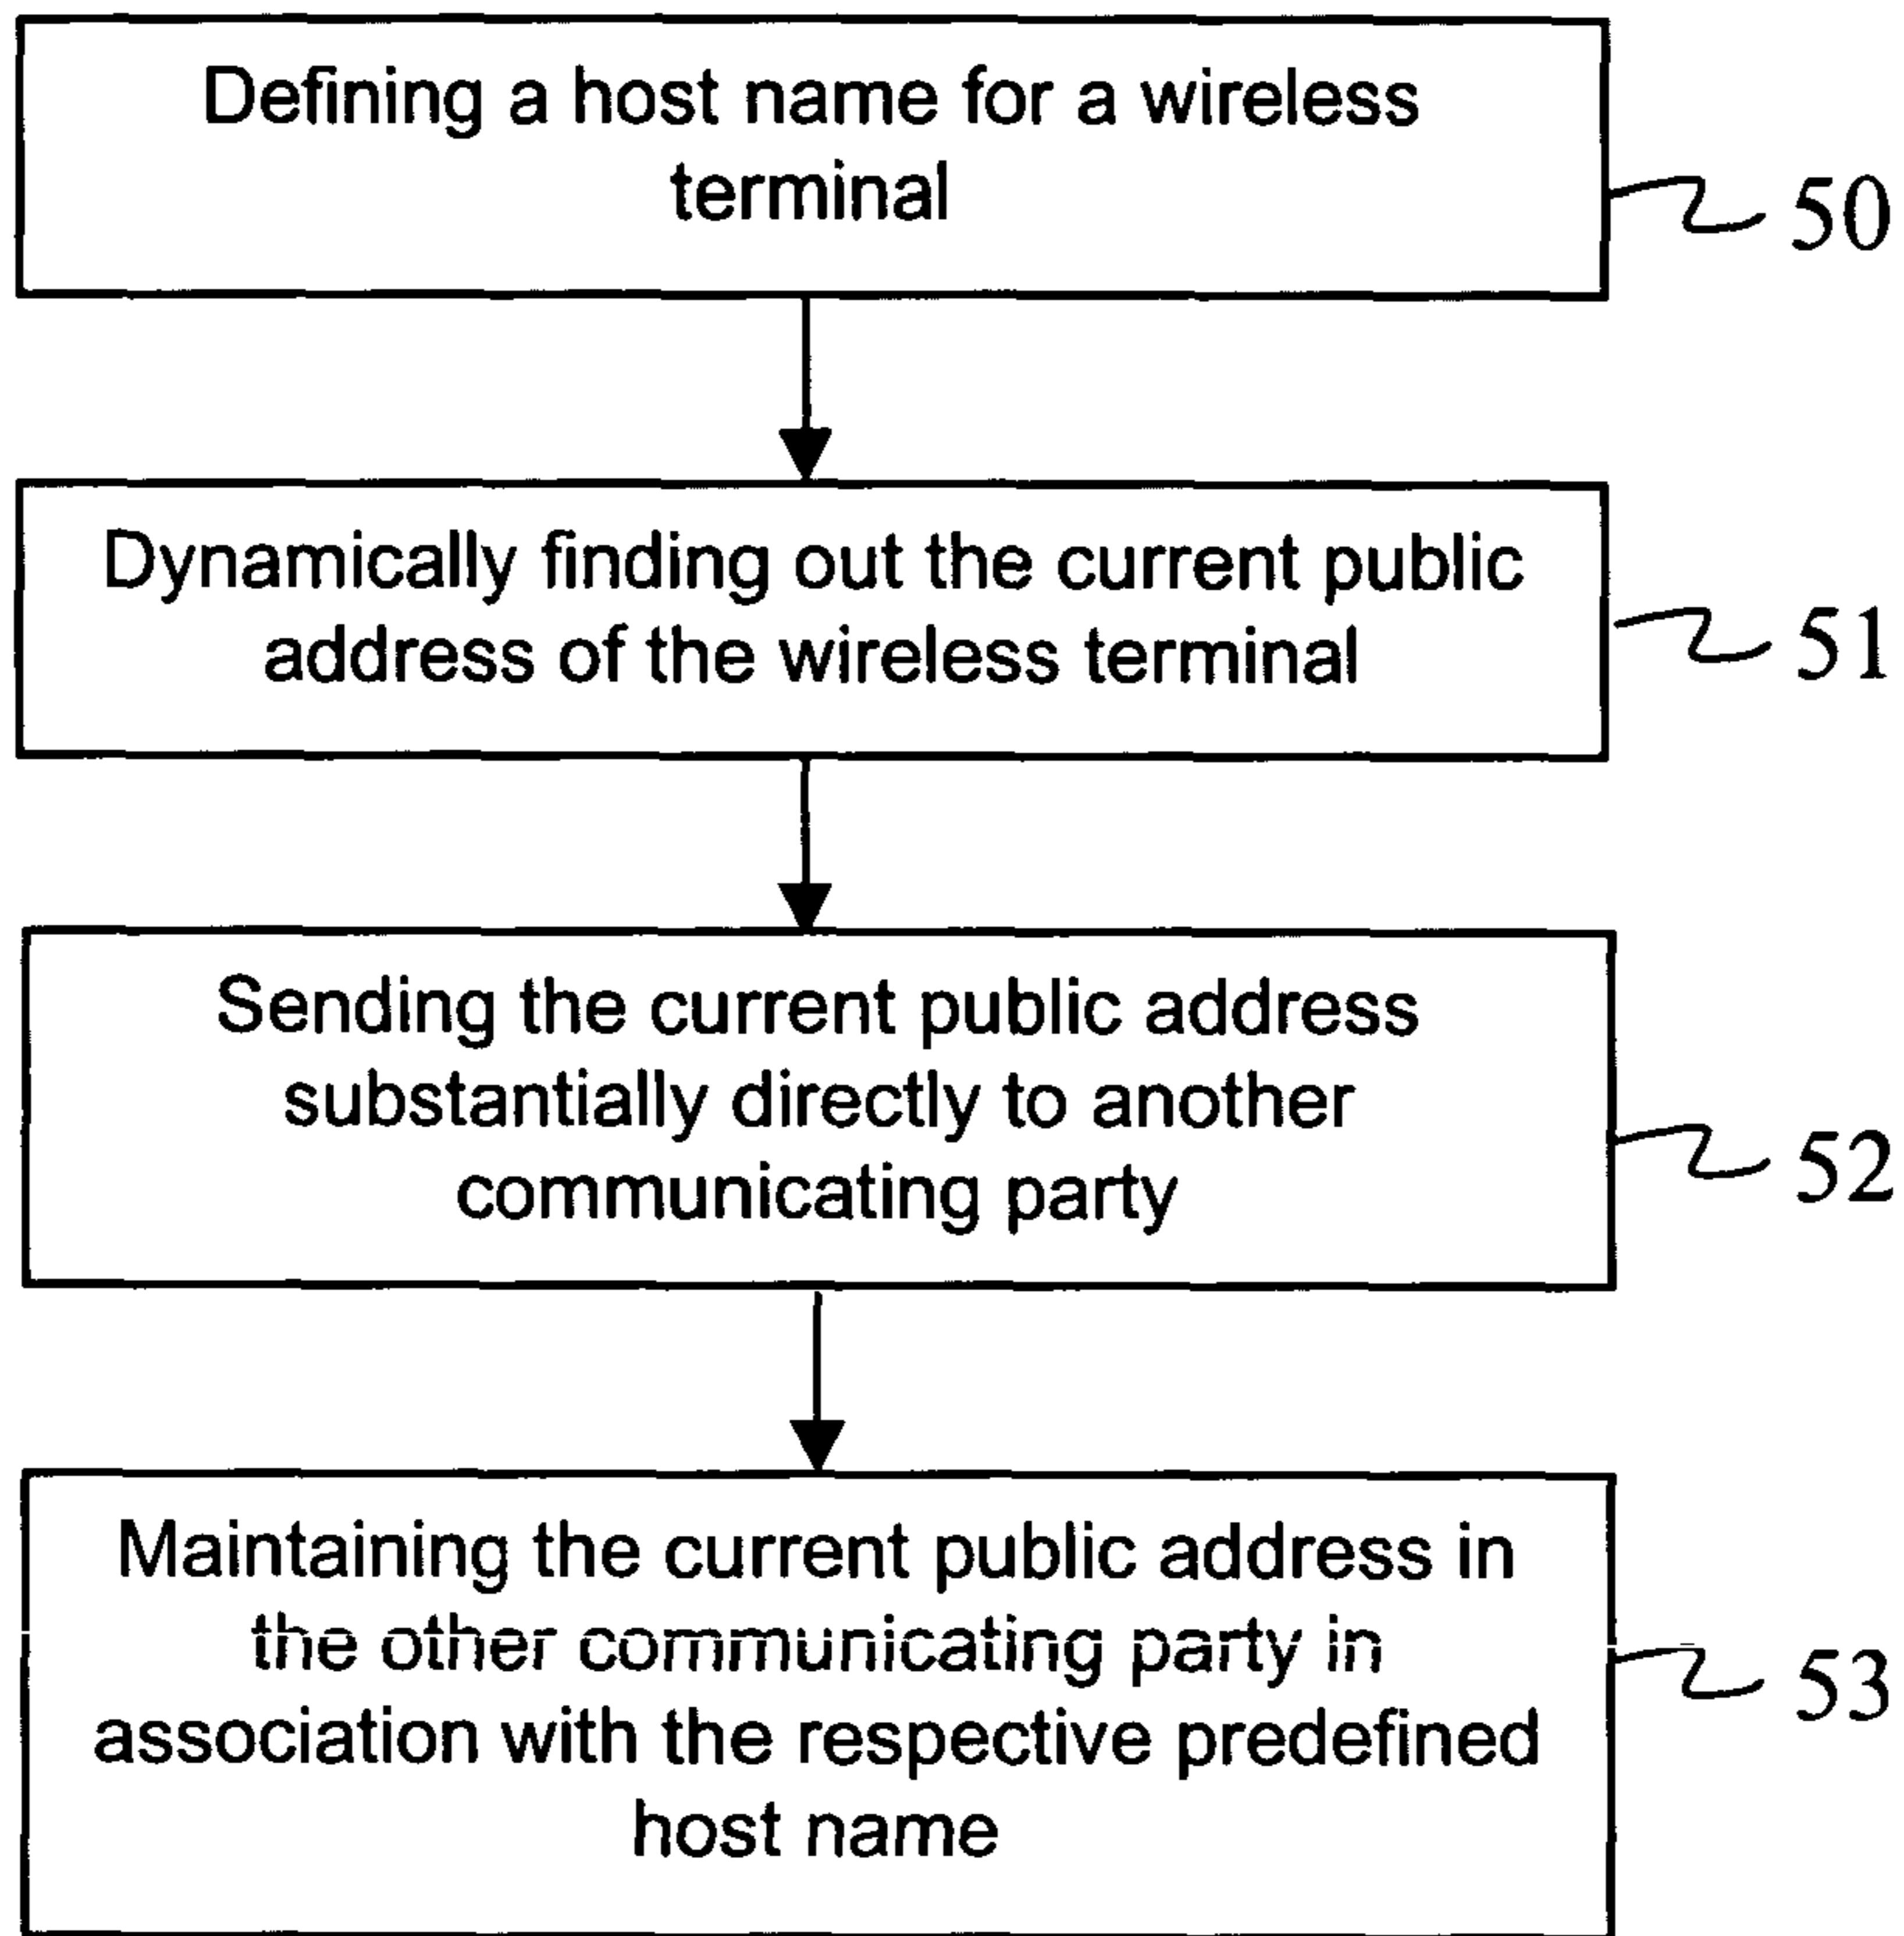 Defining a host name for a wireless
terminal
50
Dynamically finding out the current public
address of the wireless terminal
51
Sending the current public address
substantially directly to another
communicating party
52
Maintaining the current public address in
the other communicating party in
association with the respective predefined
host name
53